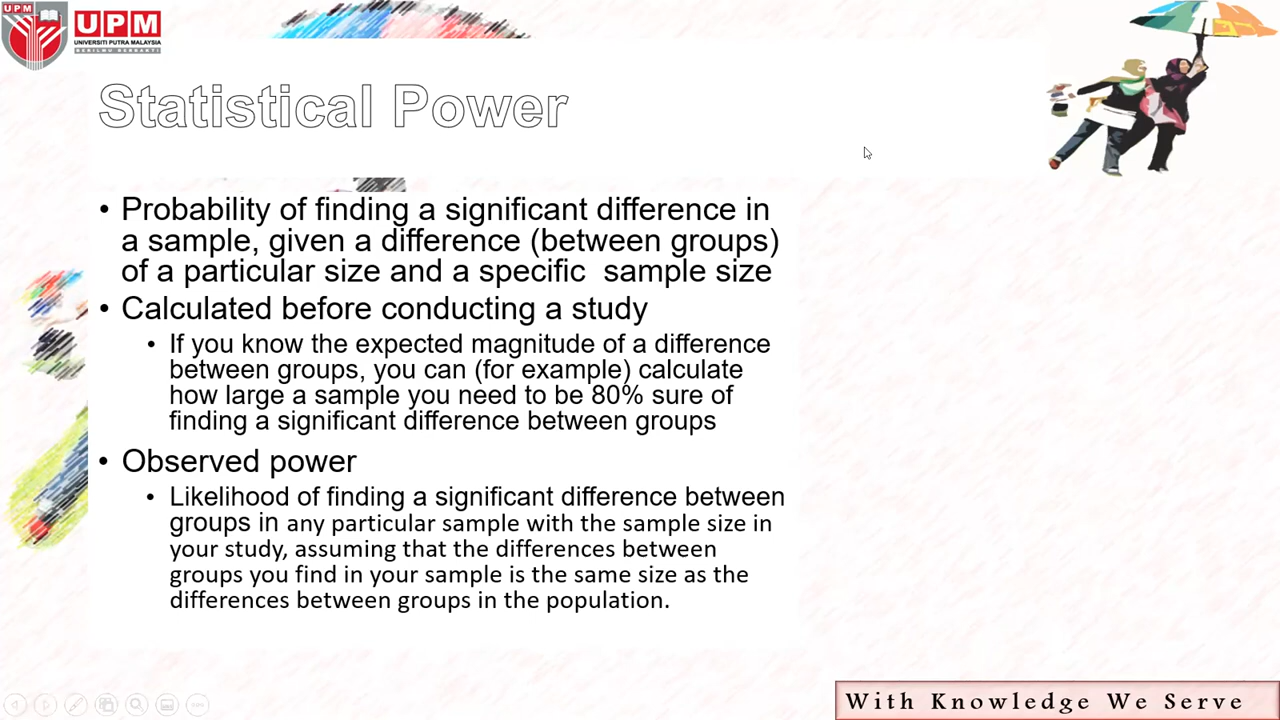 UPM
UPM
UNIVERSITI PUTRA MALAYSIA
BERILMU BERBAKTI
Statistical Power
• Probability of finding a significant difference in
a sample, given a difference (between groups)
of a particular size and a specific sample size
• Calculated before conducting a study
• If you know the expected magnitude of a difference
between groups, you can (for example) calculate
how large a sample you need to be 80% sure of
finding a significant difference between groups
• Observed power
• Likelihood of finding a significant difference between
groups in any particular sample with the sample size in
your study, assuming that the differences between
groups you find in your sample is the same size as the
differences between groups in the population.
With Knowledge We Serve